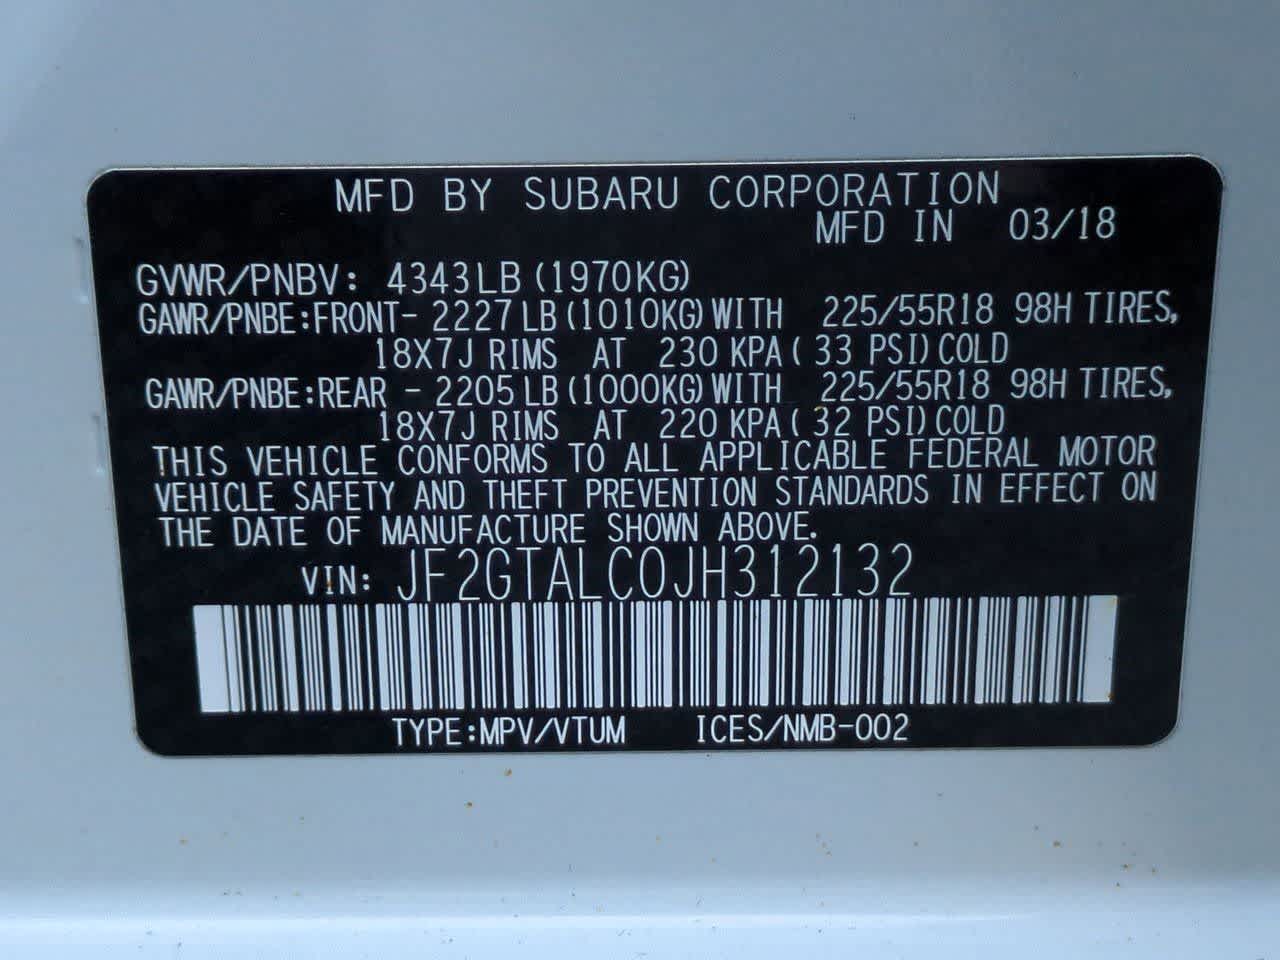 MFD BY SUBARU CORPORATION
MFD IN 03/18
GVWR/PNBV: 4343LB (1970KG)
GAWR/PNBE:FRONT- 2227LB(1010KG)WITH 225/55R18 98H TIRES,
18X7J RIMS AT 230 KPA( 33 PSI)COLD
GAWR/PNBE:REAR - 2205LB(1000KG)WITH 225/55R18 98H TIRES,
18X7J RIMS AT 220 KPA( 32 PSI)COLD
THIS VEHICLE CONFORMS TO ALL APPLICABLE FEDERAL MOTOR
VEHICLE SAFETY AND THEFT PREVENTION STANDARDS IN EFFECT ON
THE DATE OF MANUFACTURE SHOWN ABOVE.
VIN: JF2GTALC0JH312132
TYPE:MPV/VTUM ICES/NMB-002